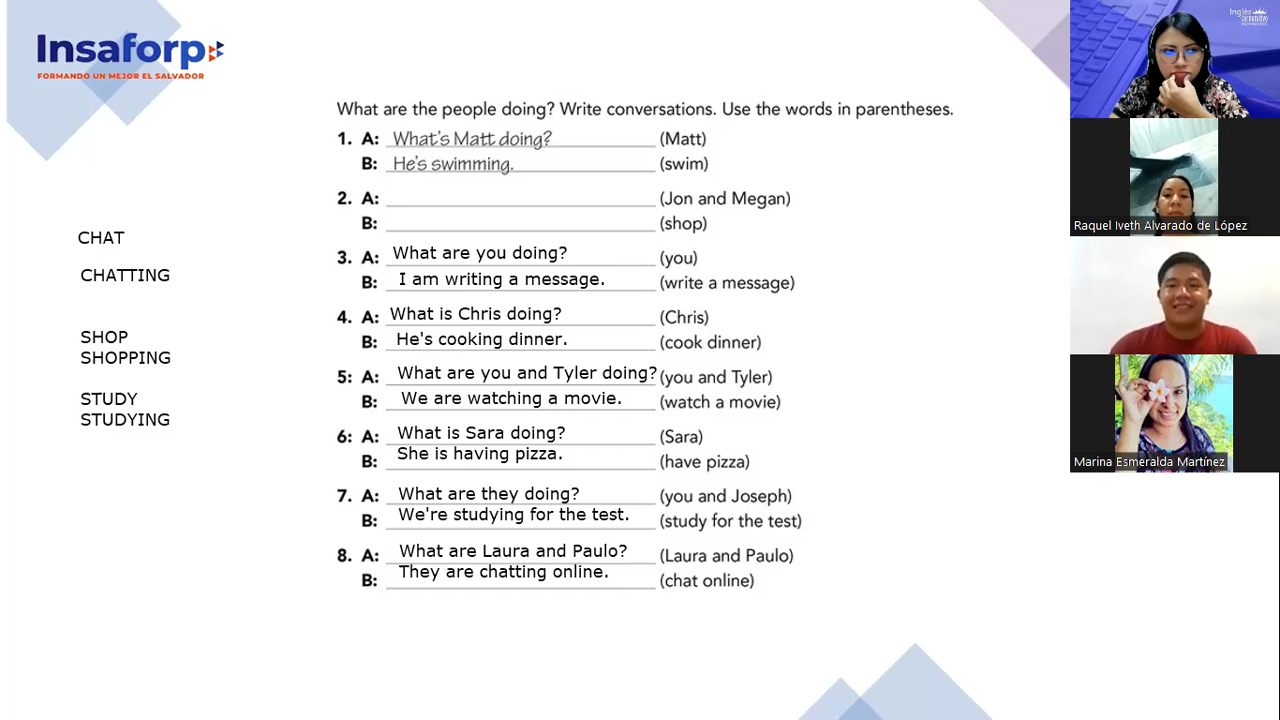 Insaforp
FORMANDO UN MEJOR EL SALVADOR
What are the people doing? Write conversations. Use the words in parentheses.
1. A: What's Matt doing? (Matt)
B: He's swimming. (swim)
2. A: (Jon and Megan)
B: (shop)
3. A: What are you doing? (you)
B: I am writing a message. (write a message)
4. A: What is Chris doing? (Chris)
B: He's cooking dinner. (cook dinner)
5: A: What are you and Tyler doing? (you and Tyler)
B: We are watching a movie. (watch a movie)
6: A: What is Sara doing? (Sara)
B: She is having pizza. (have pizza)
7. A: What are they doing? (you and Joseph)
B: We're studying for the test. (study for the test)
8. A: What are Laura and Paulo? (Laura and Paulo)
B: They are chatting online. (chat online)
CHAT
CHATTING
SHOP
SHOPPING
STUDY
STUDYING
Inglés
Raquel Iveth Alvarado de López
Marina Esmeralda Martínez